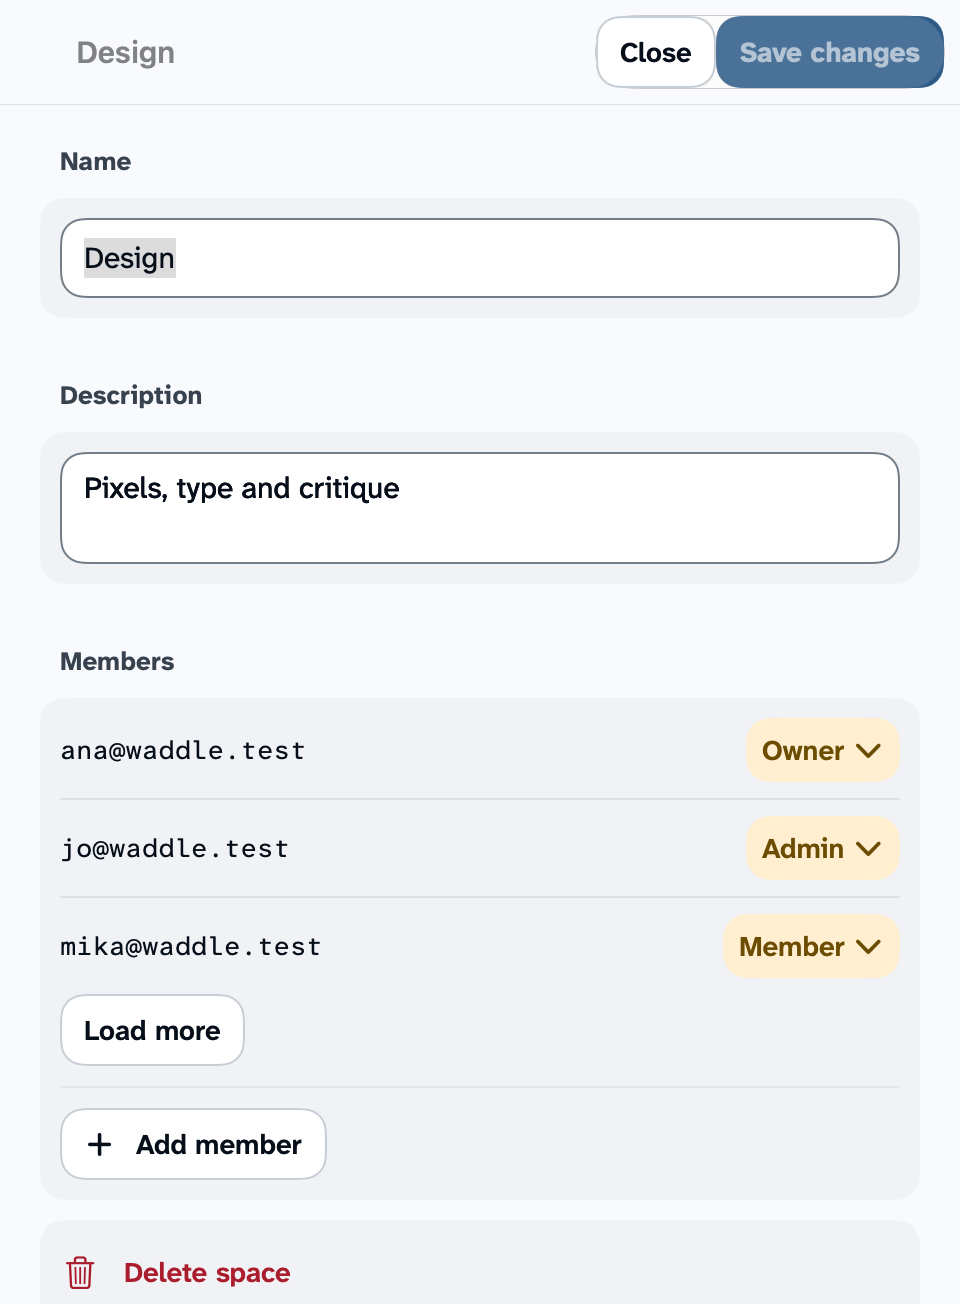 Design
Close
Save changes
Name
Design
Description
Pixels, type and critique
Members
ana@waddle.test
Owner
jo@waddle.test
Admin
mika@waddle.test
Member
Load more
Add member
Delete space